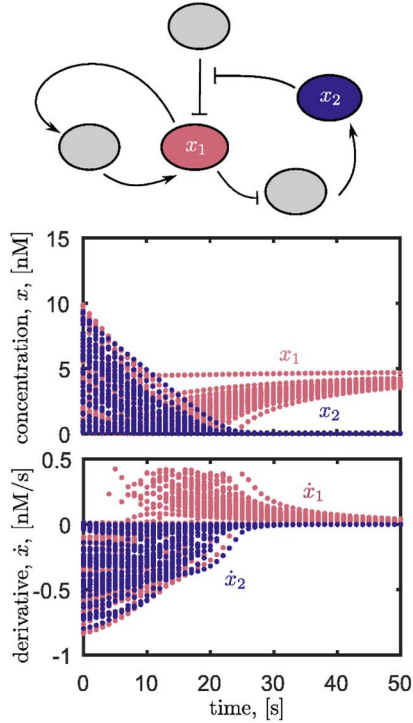 x₂
x₁
15
10
5
0
concentration, x, [nM]
x₁
x₂
0.5
0
-0.5
-1
derivative, ẋ, [nM/s]
ẋ₁
ẋ₂
0 10 20 30 40 50
time, [s]